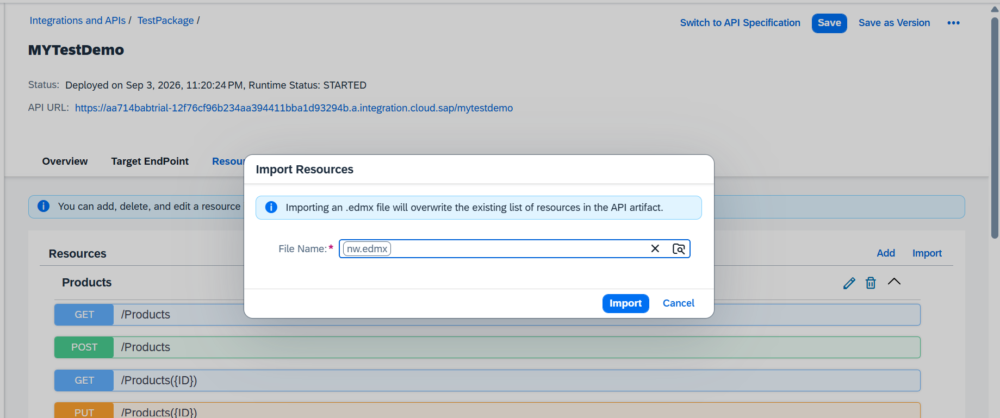 Integrations and APIs / TestPackage /
Switch to API Specification Save Save as Version
MYTestDemo
Status: Deployed on Sep 3, 2026, 11:20:24 PM, Runtime Status: STARTED
API URL: https://aa714babtrial-12f76cf96b234aa394411bba1d93294b.a.integration.cloud.sap/mytestdemo
Overview Target EndPoint Resou
Import Resources
You can add, delete, and edit a resource
Importing an .edmx file will overwrite the existing list of resources in the API artifact.
File Name:* nw.edmx
Import Cancel
Resources Add Import
Products
GET /Products
POST /Products
GET /Products({ID})
PUT /Products({ID})